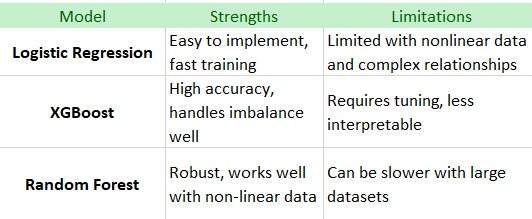 Model Strengths Limitations
Logistic Regression
Easy to implement,
fast training
Limited with nonlinear data
and complex relationships
XGBoost
High accuracy,
handles imbalance
well
Requires tuning, less
interpretable
Random Forest
Robust, works well
with non-linear data
Can be slower with large
datasets